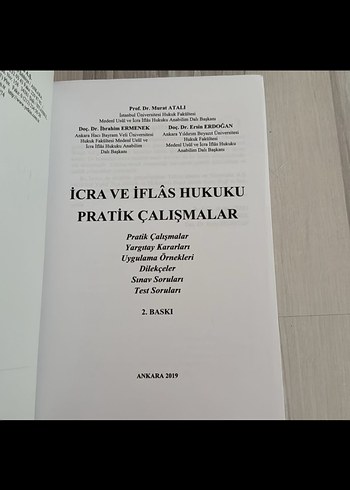 Prof. Dr. Murat ATALI
İstanbul Üniversitesi Hukuk Fakültesi
Medenî Usûl ve İcra İflâs Hukuku Anabilim
Dalı Başkanı
Doç. Dr. İbrahim ERMENEK
Ankara Hacı Bayram Veli Üniversitesi
Hukuk Fakültesi Medenî Usûl ve
İcra İflâs Hukuku Anabilim
Dalı Başkanı
Doç. Dr. Ersin ERDOĞAN
Ankara Yıldırım Beyazıt Üniversitesi
Hukuk Fakültesi
Medenî Usûl ve İcra İflâs Hukuku Anabilim
Dalı Başkanı
İCRA VE İFLÂS HUKUKU
PRATİK ÇALIŞMALAR
Pratik Çalışmalar
Yargıtay Kararları
Uygulama Örnekleri
Dilekçeler
Sınav Soruları
Test Soruları
2. BASKI
ANKARA 2019